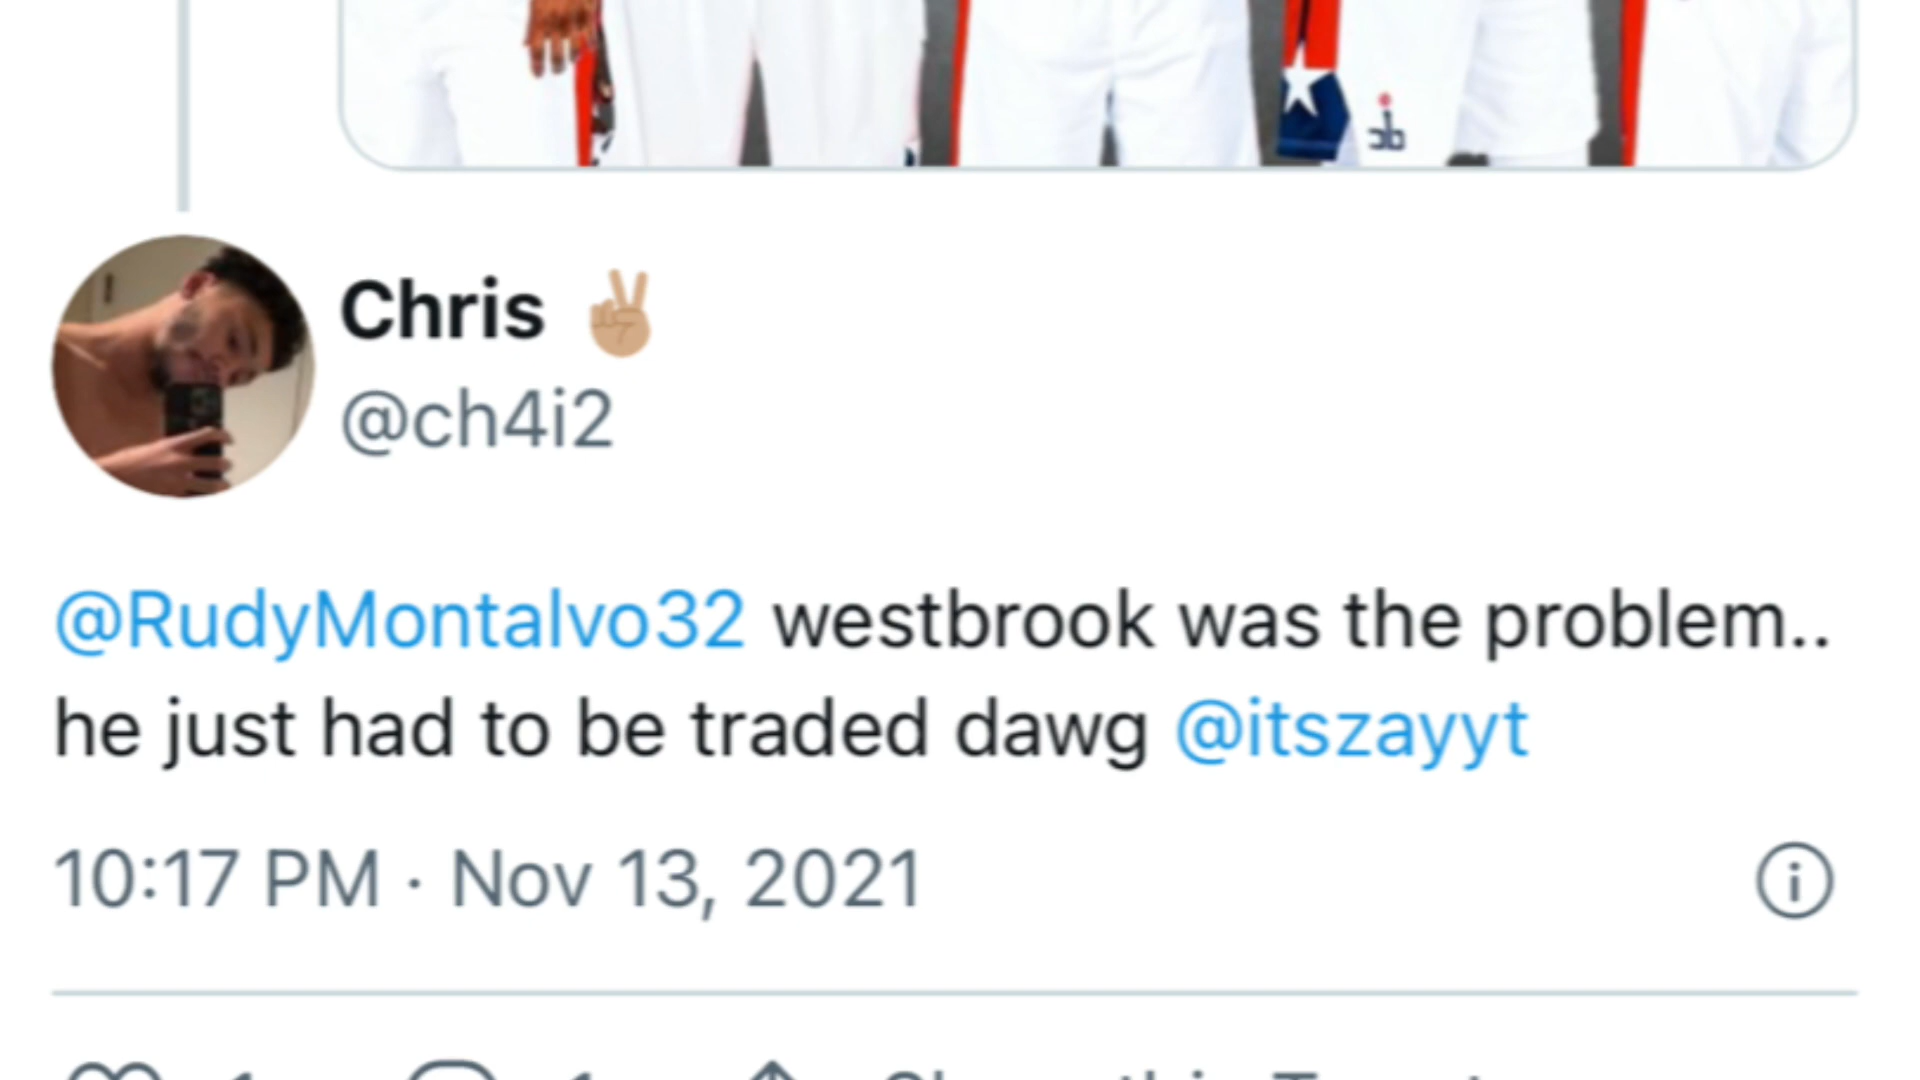 Chris ✌🏼
@ch4i2
@RudyMontalvo32 westbrook was the problem..
he just had to be traded dawg @itszayyt
10:17 PM · Nov 13, 2021